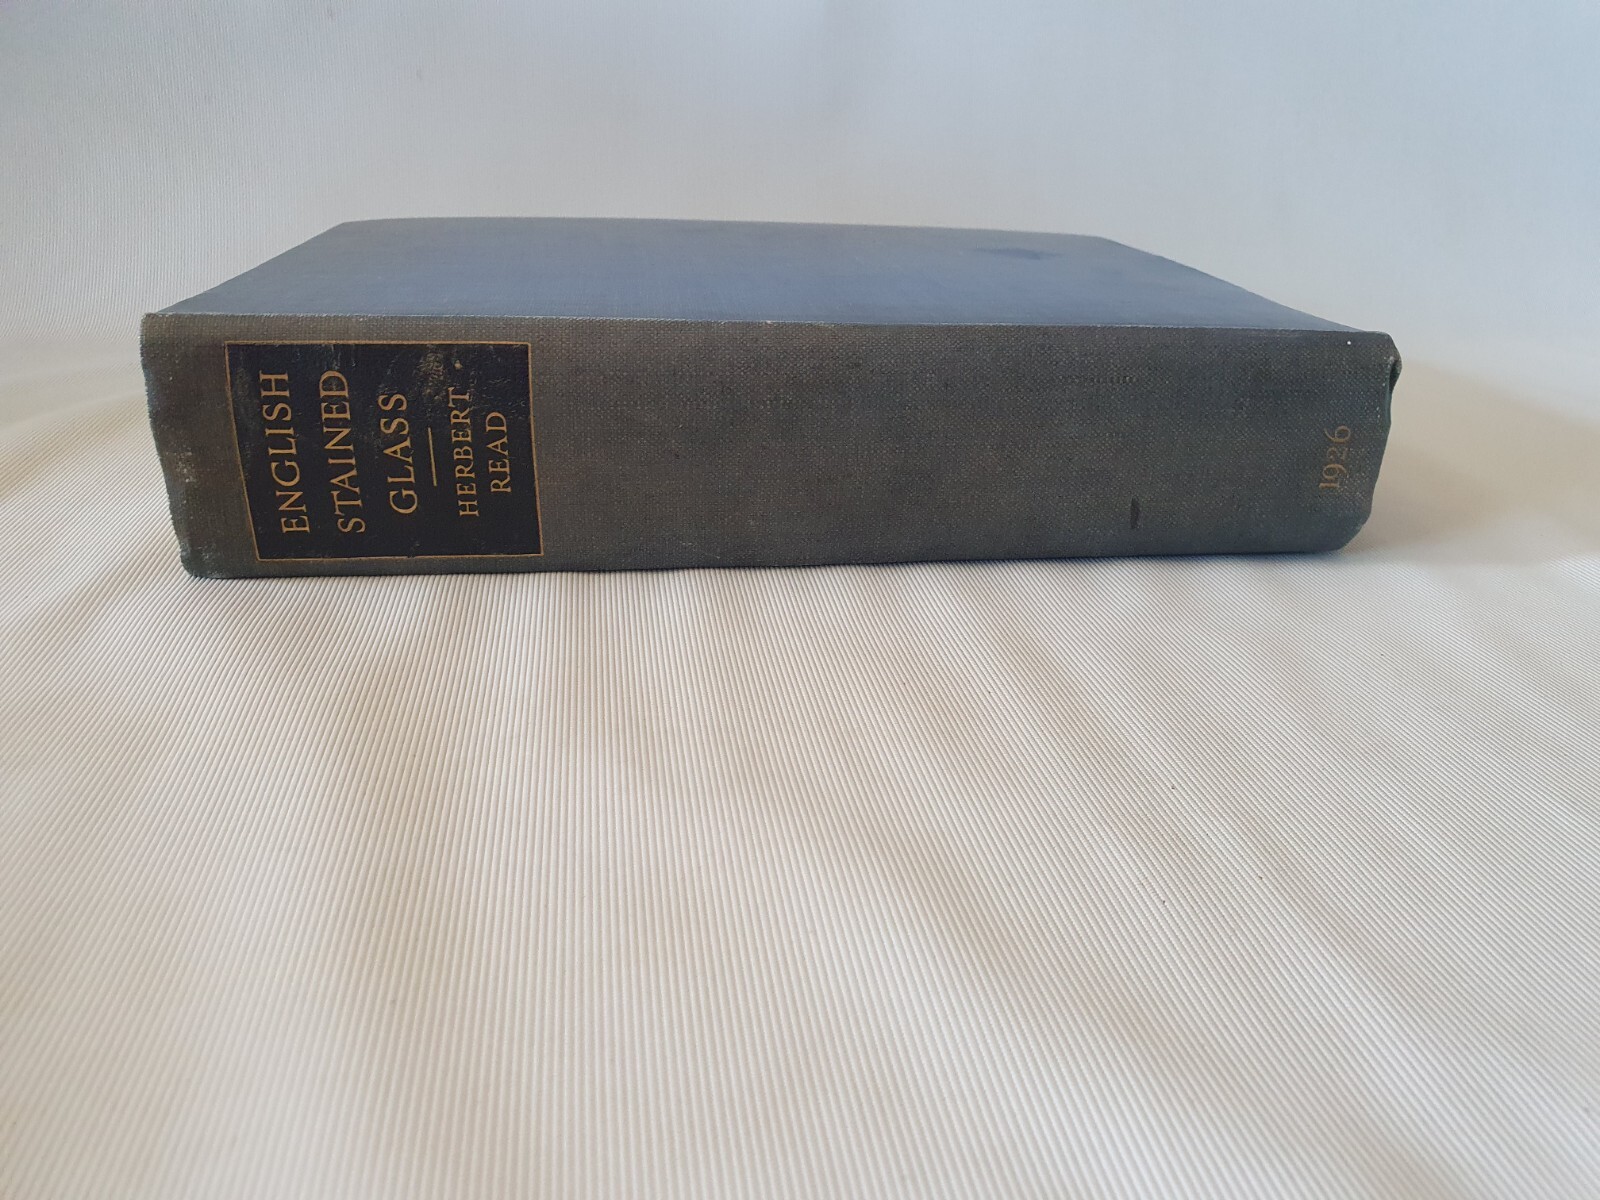 ENGLISH
STAINED
GLASS
HERBERT
READ
1926